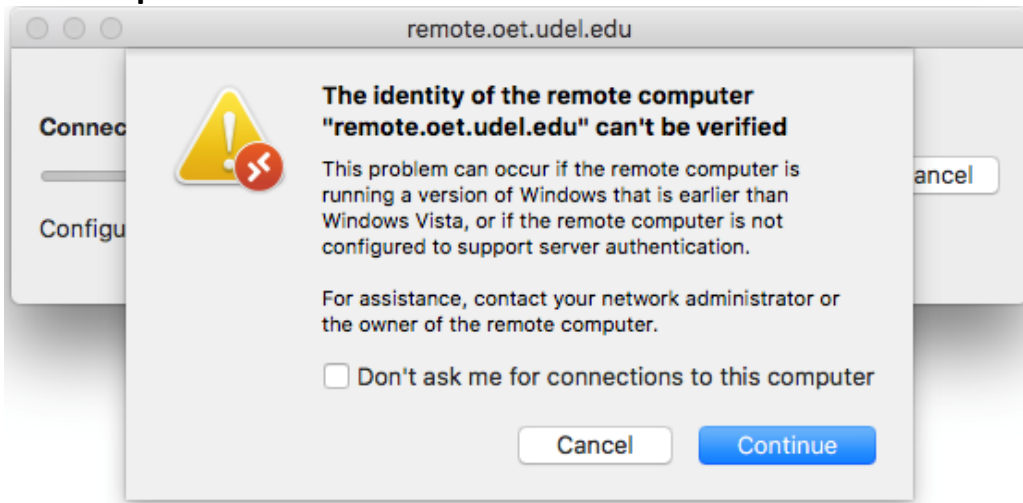 remote.oet.udel.edu
The identity of the remote computer
"remote.oet.udel.edu" can't be verified
Connec
This problem can occur if the remote computer is
running a version of Windows that is earlier than
Windows Vista, or if the remote computer is not
configured to support server authentication.
ancel
Configu
For assistance, contact your network administrator or
the owner of the remote computer.
Don't ask me for connections to this computer
Cancel
Continue